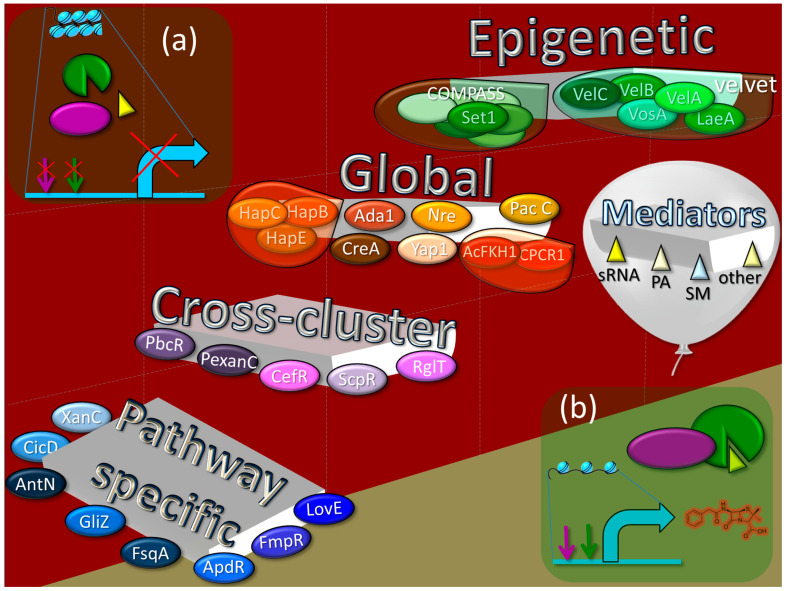 (a)
Epigenetic
COMPASS
Set1
velvet
VelC
VelB
VelA
VosA
LaeA
Global
HapC
HapB
HapE
Ada1
Nre
Pac C
CreA
Yap1
AcFKH1
CPCR1
Mediators
sRNA
PA
SM
other
Cross-cluster
PbcR
PexanC
CefR
ScpR
RglT
Pathway
specific
XanC
CicD
AntN
GliZ
FsqA
ApdR
FmpR
LovE
(b)
H
N
O
O
N
S
O
OH